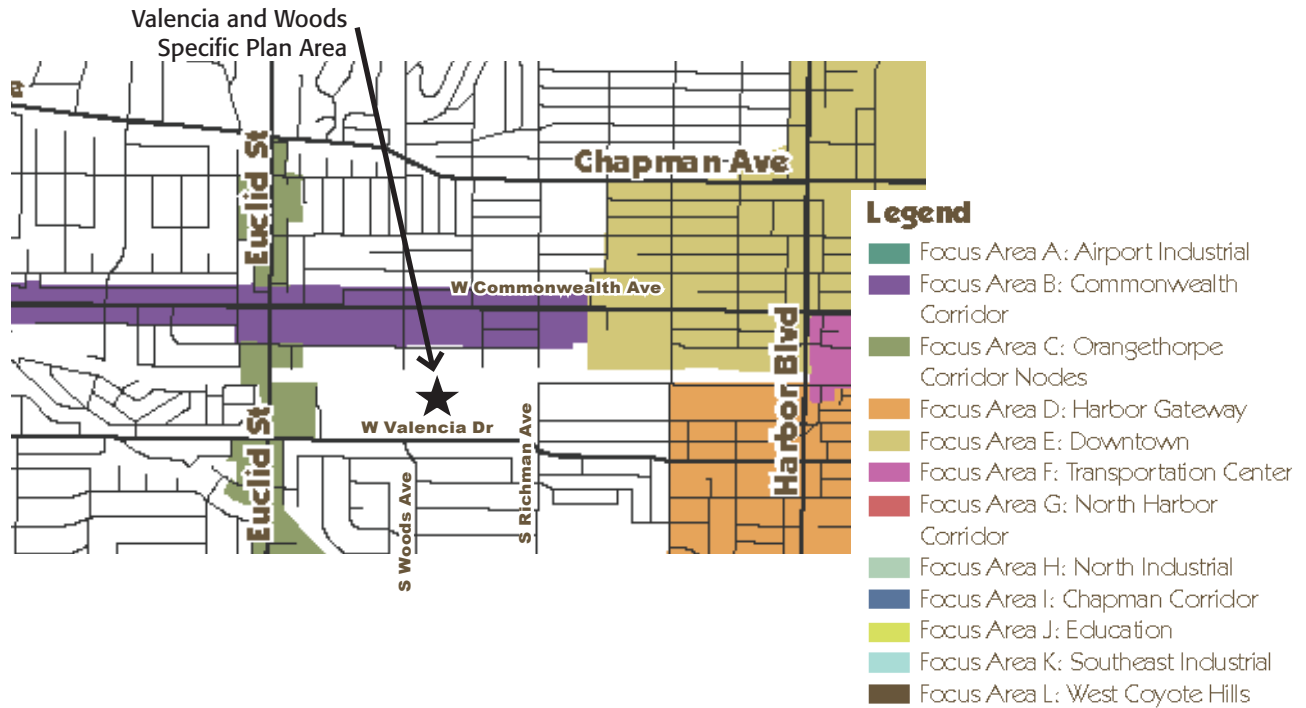 Valencia and Woods
Specific Plan Area
Chapman Ave
Euclid St
W Commonwealth Ave
Harbor Blvd
W Valencia Dr
Euclid St
S Woods Ave
S Richman Ave
Legend
Focus Area A: Airport Industrial
Focus Area B: Commonwealth
Corridor
Focus Area C: Orangethorpe
Corridor Nodes
Focus Area D: Harbor Gateway
Focus Area E: Downtown
Focus Area F: Transportation Center
Focus Area G: North Harbor
Corridor
Focus Area H: North Industrial
Focus Area I: Chapman Corridor
Focus Area J: Education
Focus Area K: Southeast Industrial
Focus Area L: West Coyote Hills